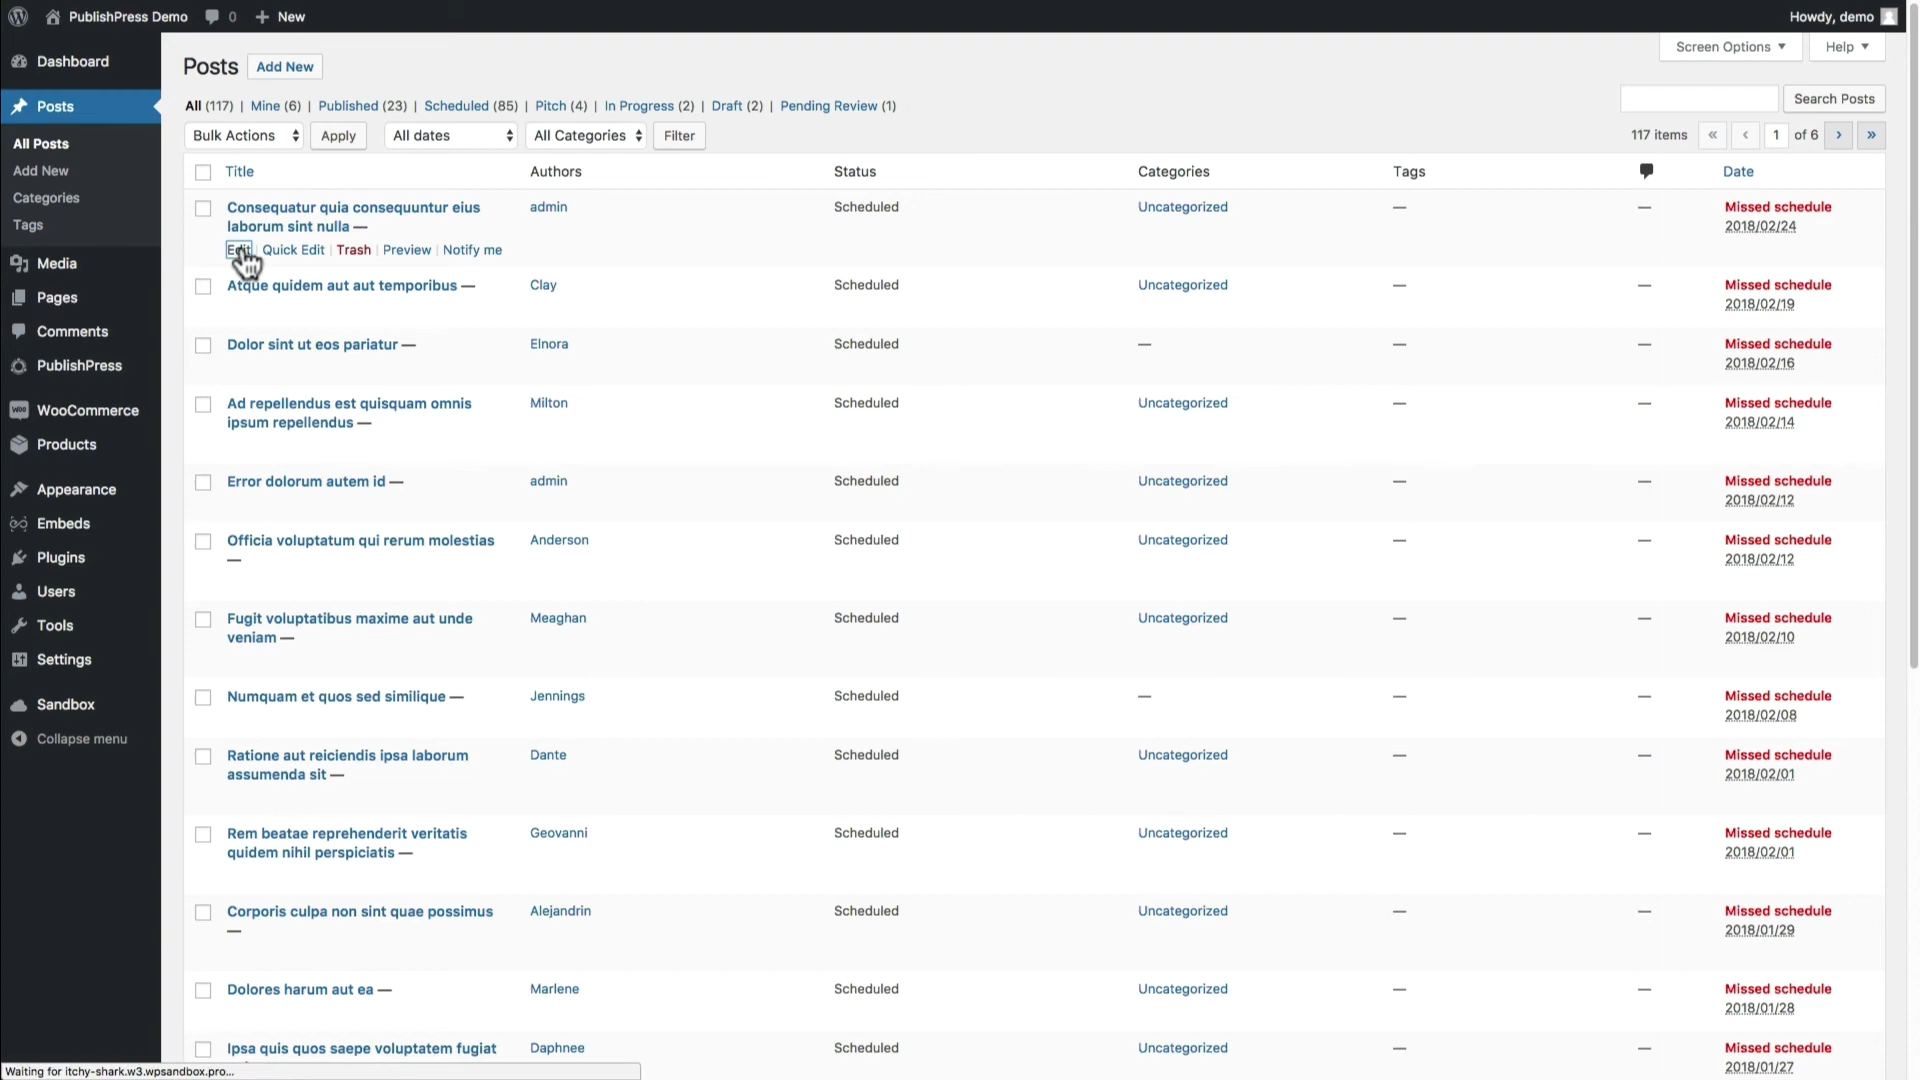 PublishPress Demo 0 New Howdy, demo
Screen Options Help
Dashboard
Posts
All Posts
Add New
Categories
Tags
Media
Pages
Comments
PublishPress
WooCommerce
Products
Appearance
Embeds
Plugins
Users
Tools
Settings
Sandbox
Collapse menu
Posts Add New
All (117) | Mine (6) | Published (23) | Scheduled (85) | Pitch (4) | In Progress (2) | Draft (2) | Pending Review (1)
Search Posts
Bulk Actions Apply All dates All Categories Filter 117 items « ‹ 1 of 6 › »
Title Authors Status Categories Tags Date
Consequatur quia consequuntur eius admin Scheduled Uncategorized — — Missed schedule
laborum sint nulla — 2018/02/24
Edit | Quick Edit | Trash | Preview | Notify me
Atque quidem aut aut temporibus — Clay Scheduled Uncategorized — — Missed schedule
2018/02/19
Dolor sint ut eos pariatur — Elnora Scheduled — — — Missed schedule
2018/02/16
Ad repellendus est quisquam omnis Milton Scheduled Uncategorized — — Missed schedule
ipsum repellendus — 2018/02/14
Error dolorum autem id — admin Scheduled Uncategorized — — Missed schedule
2018/02/12
Officia voluptatum qui rerum molestias Anderson Scheduled Uncategorized — — Missed schedule
— 2018/02/12
Fugit voluptatibus maxime aut unde Meaghan Scheduled Uncategorized — — Missed schedule
veniam — 2018/02/10
Numquam et quos sed similique — Jennings Scheduled — — — Missed schedule
2018/02/08
Ratione aut reiciendis ipsa laborum Dante Scheduled Uncategorized — — Missed schedule
assumenda sit — 2018/02/01
Rem beatae reprehenderit veritatis Geovanni Scheduled Uncategorized — — Missed schedule
quidem nihil perspiciatis — 2018/02/01
Corporis culpa non sint quae possimus Alejandrin Scheduled Uncategorized — — Missed schedule
— 2018/01/29
Dolores harum aut ea — Marlene Scheduled Uncategorized — — Missed schedule
2018/01/28
Ipsa quis quos saepe voluptatem fugiat Daphnee Scheduled Uncategorized — — Missed schedule
2018/01/27
Waiting for itchy-shark.w3.wpsandbox.pro...